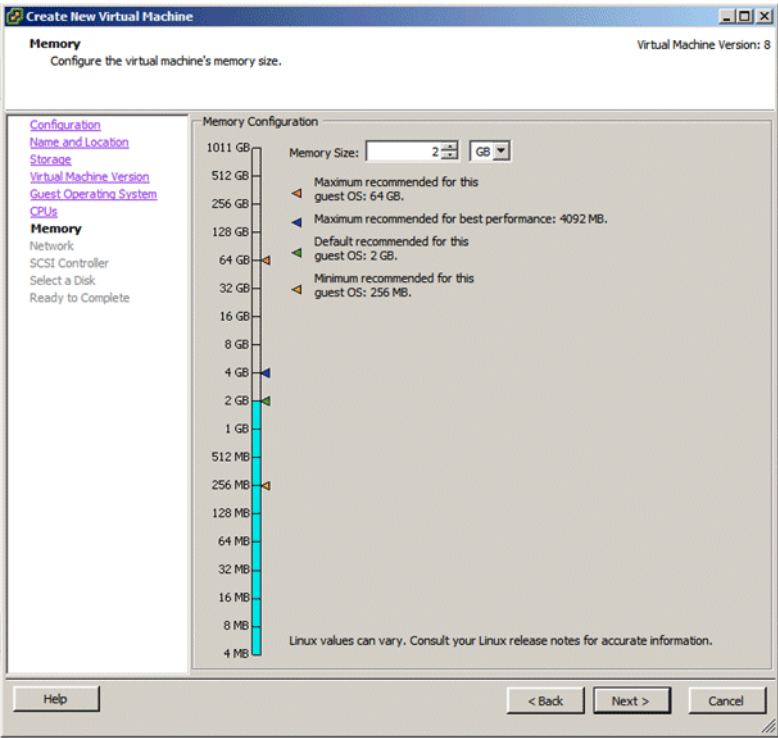 Create New Virtual Machine
Memory
Virtual Machine Version: 8
Configure the virtual machine's memory size.
Configuration
Name and Location
Storage
Virtual Machine Version
Guest Operating System
CPUs
Memory
Network
SCSI Controller
Select a Disk
Ready to Complete
Memory Configuration
1011 GB
512 GB
256 GB
128 GB
64 GB
32 GB
16 GB
8 GB
4 GB
2 GB
1 GB
512 MB
256 MB
128 MB
64 MB
32 MB
16 MB
8 MB
4 MB
Memory Size: 2 GB
Maximum recommended for this
guest OS: 64 GB.
Maximum recommended for best performance: 4092 MB.
Default recommended for this
guest OS: 2 GB.
Minimum recommended for this
guest OS: 256 MB.
Linux values can vary. Consult your Linux release notes for accurate information.
Help
< Back
Next >
Cancel